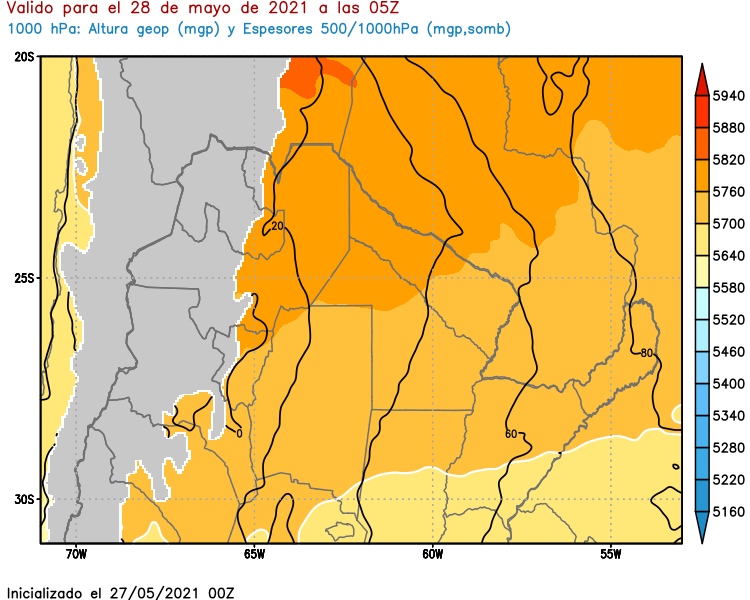 Valido para el 28 de mayo de 2021 a las 05Z
1000 hPa: Altura geop (mgp) y Espesores 500/1000hPa (mgp,somb)
20S
25S
30S
70W
65W
60W
55W
20
0
60
80
5940
5880
5820
5760
5700
5640
5580
5520
5460
5400
5340
5280
5220
5160
Inicializado el 27/05/2021 00Z